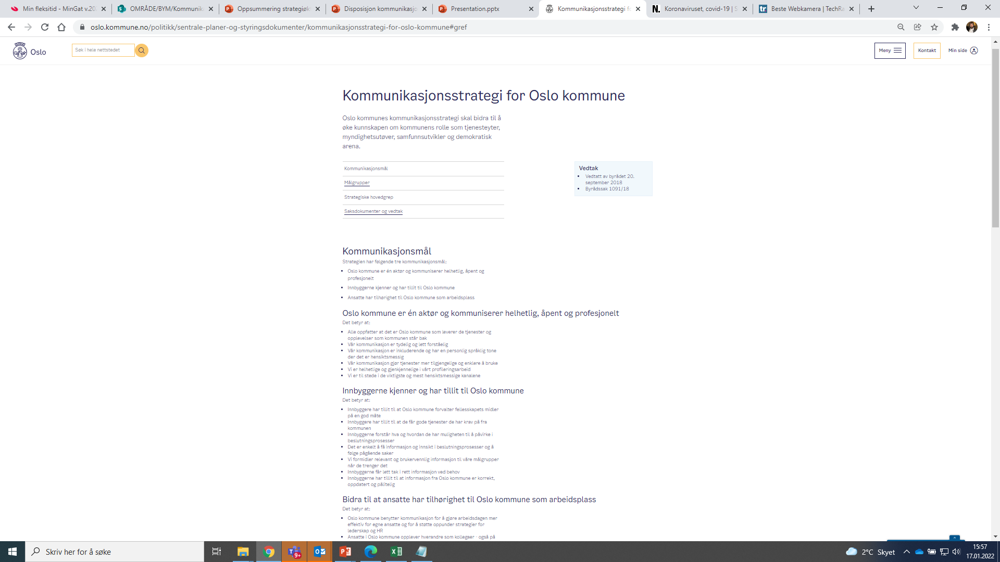 Min fleksitid - MinGat v.20
OMRÅDE/BYM/Kommunik
Oppsummering strategiøk
Disposisjon kommunikasjo
Presentation.pptx
Kommunikasjonsstrategi fo
Koronaviruset, covid-19 | S
Beste Webkamera | TechRa
oslo.kommune.no/politikk/sentrale-planer-og-styringsdokumenter/kommunikasjonsstrategi-for-oslo-kommune#gref
Oslo
Søk i hele nettstedet
Meny
Kontakt
Min side
Kommunikasjonsstrategi for Oslo kommune
Oslo kommunes kommunikasjonsstrategi skal bidra til å
øke kunnskapen om kommunens rolle som tjenesteyter,
myndighetsutøver, samfunnsutvikler og demokratisk
arena.
Kommunikasjonsmål
Målgrupper
Strategiske hovedgrep
Saksdokumenter og vedtak
Vedtak
Vedtatt av byrådet 20.
september 2018
Byrådssak 1091/18
Kommunikasjonsmål
Strategien har følgende tre kommunikasjonsmål:
Oslo kommune er én aktør og kommuniserer helhetlig, åpent og
profesjonelt
Innbyggerne kjenner og har tillit til Oslo kommune
Ansatte har tilhørighet til Oslo kommune som arbeidsplass
Oslo kommune er én aktør og kommuniserer helhetlig, åpent og profesjonelt
Det betyr at:
Alle oppfatter at det er Oslo kommune som leverer de tjenester og
opplevelser som kommunen står bak
Vår kommunikasjon er tydelig og lett forståelig
Vår kommunikasjon er inkluderende og har en personlig språklig tone
der det er hensiktsmessig
Vår kommunikasjon gjør tjenester mer tilgjengelige og enklere å bruke
Vi er helhetlige og gjenkjennelige i vårt profileringsarbeid
Vi er til stede i de viktigste og mest hensiktsmessige kanalene
Innbyggerne kjenner og har tillit til Oslo kommune
Det betyr at:
Innbyggere har tillit til at Oslo kommune forvalter fellesskapets midler
på en god måte
Innbyggere har tillit til at de får gode tjenester de har krav på fra
kommunen
Innbyggerne forstår hva og hvordan de har muligheten til å påvirke i
beslutningsprosesser
Det er enkelt å få informasjon og innsikt i beslutningsprosesser og å
følge pågående saker
Vi formidler relevant og brukervennlig informasjon til våre målgrupper
når de trenger det
Innbyggerne får lett tak i rett informasjon ved behov
Innbyggerne har tillit til at informasjon fra Oslo kommune er korrekt,
oppdatert og pålitelig
Bidra til at ansatte har tilhørighet til Oslo kommune som arbeidsplass
Det betyr at:
Oslo kommune benytter kommunikasjon for å gjøre arbeidsdagen mer
effektiv for egne ansatte og for å støtte oppunder strategier for
lederskap og HR
Ansatte i Oslo kommune opplever hverandre som kollegaer - også på
Skriv her for å søke
9+
2°C Skyet
15:57
17.01.2022